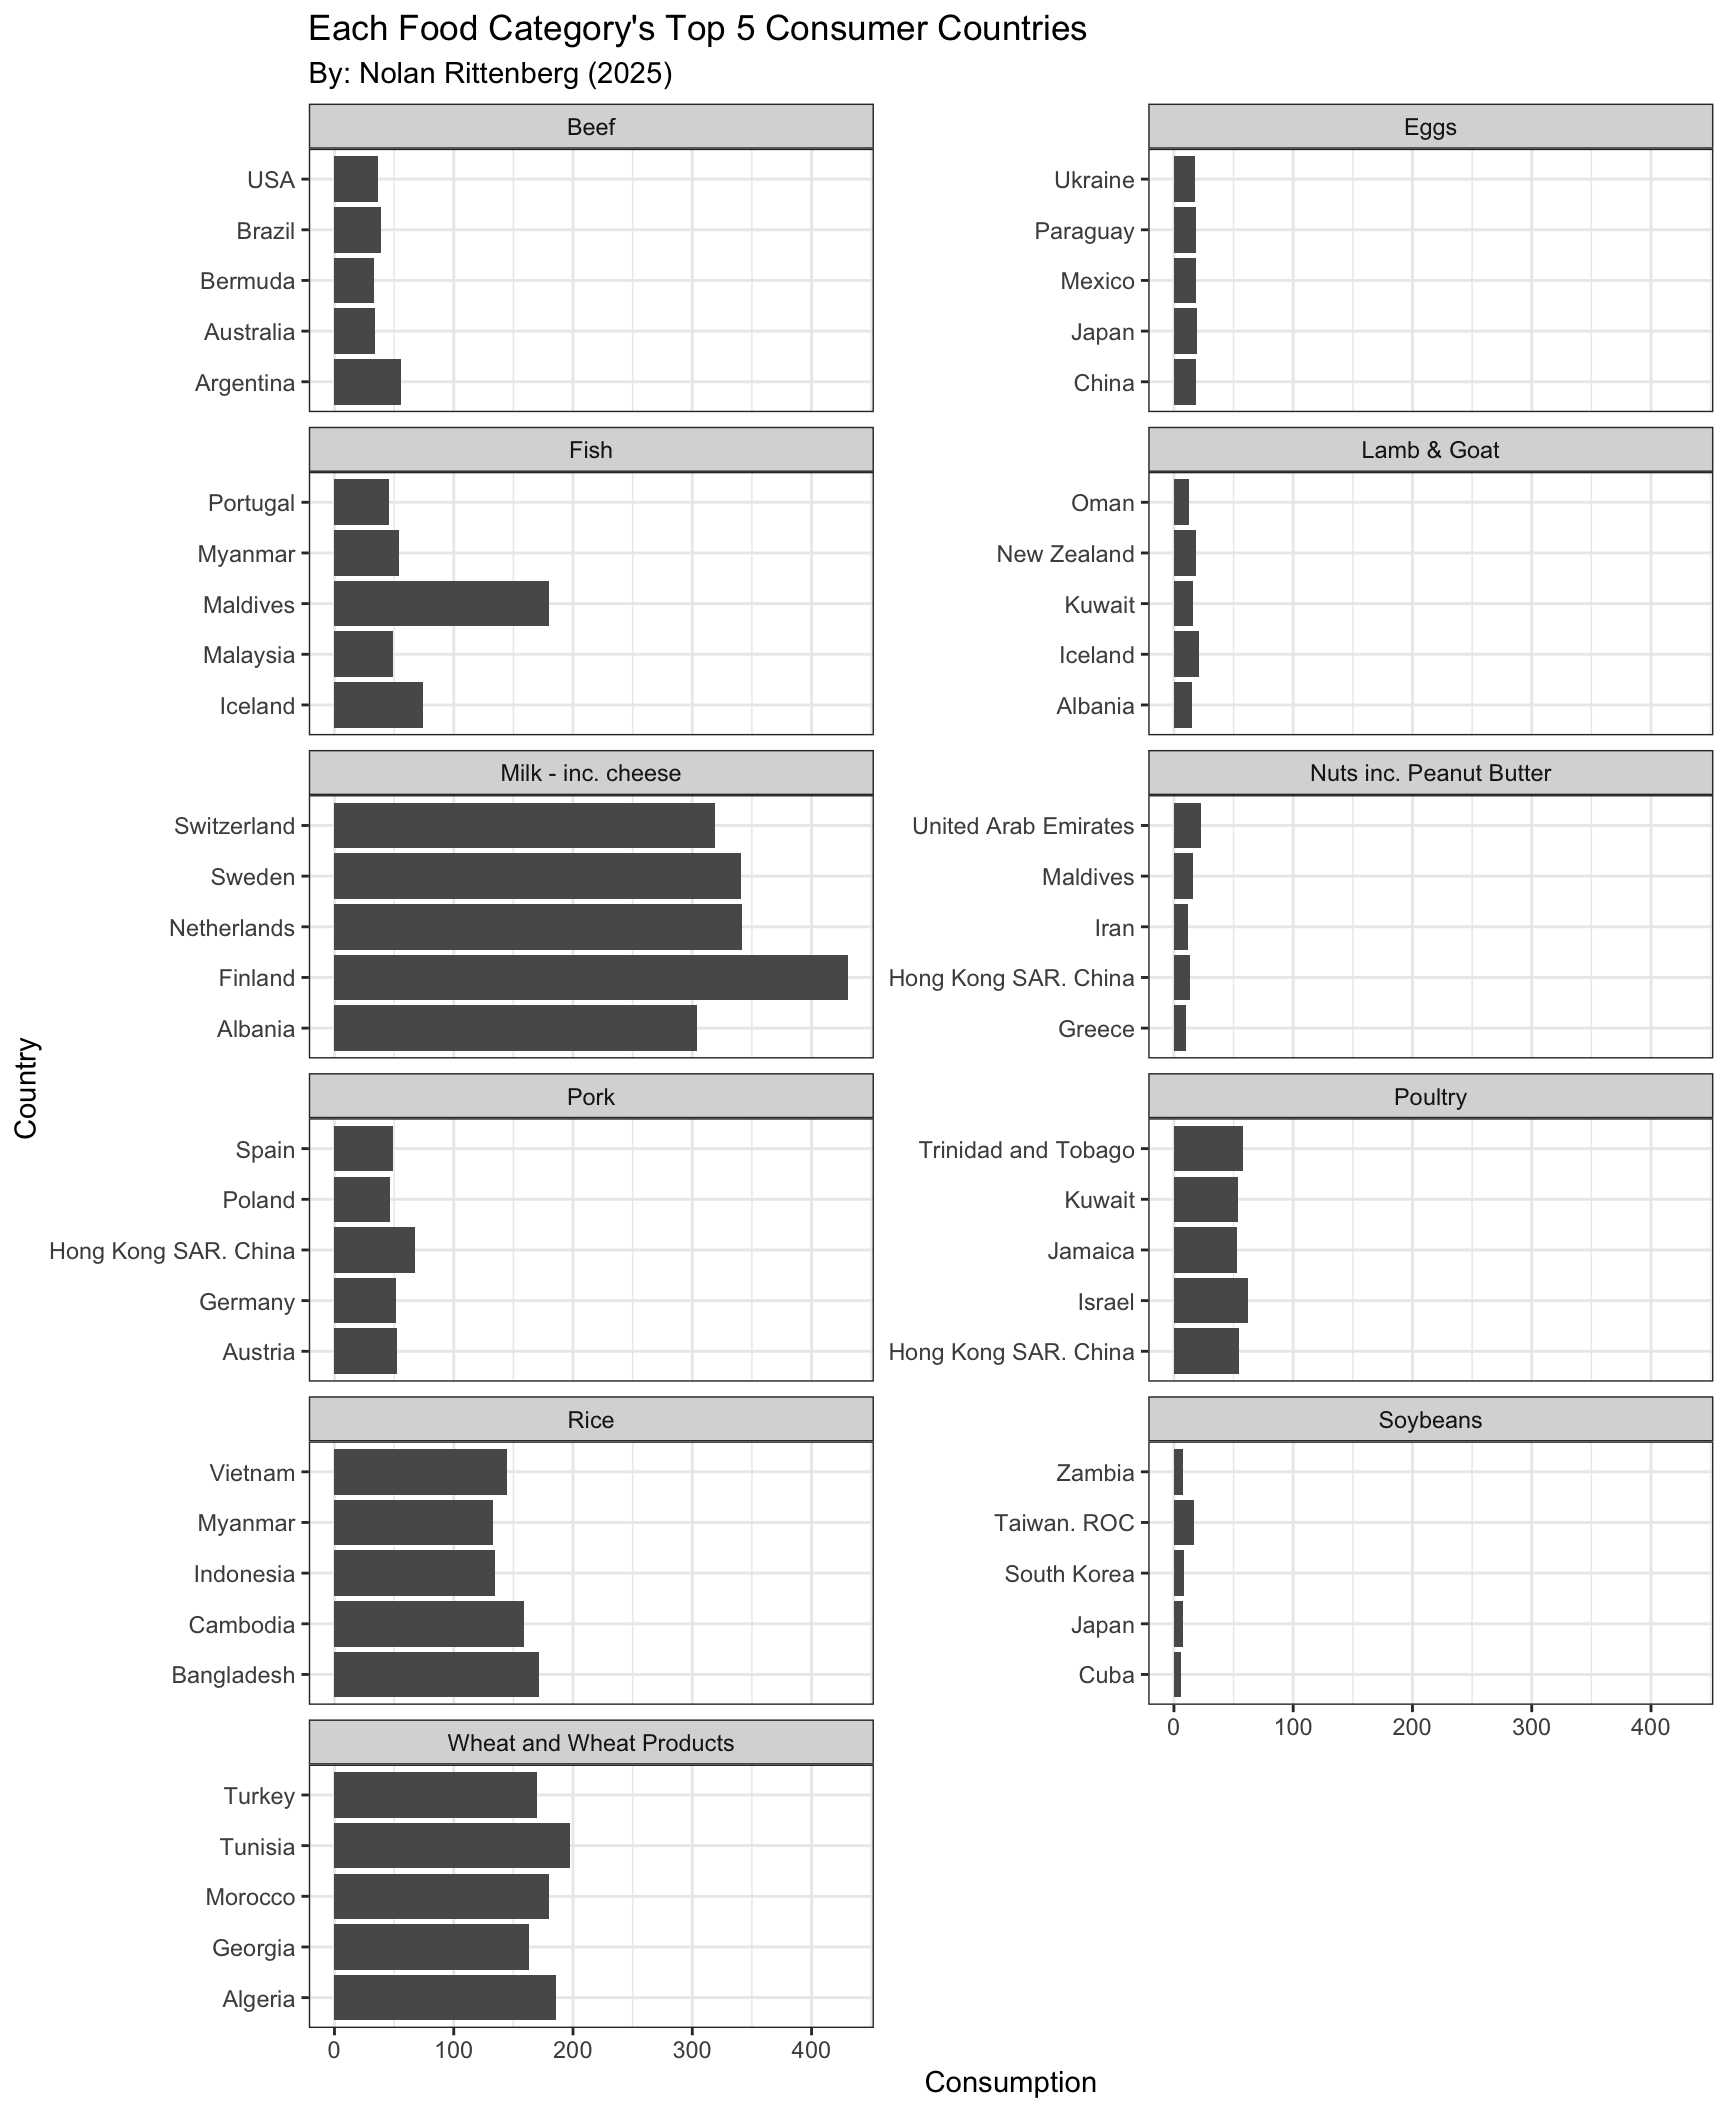 Each Food Category's Top 5 Consumer Countries
By: Nolan Rittenberg (2025)
Beef
USA
Brazil
Bermuda
Australia
Argentina
Eggs
Ukraine
Paraguay
Mexico
Japan
China
Fish
Portugal
Myanmar
Maldives
Malaysia
Iceland
Lamb & Goat
Oman
New Zealand
Kuwait
Iceland
Albania
Milk - inc. cheese
Switzerland
Sweden
Netherlands
Finland
Albania
Nuts inc. Peanut Butter
United Arab Emirates
Maldives
Iran
Hong Kong SAR. China
Greece
Pork
Spain
Poland
Hong Kong SAR. China
Germany
Austria
Poultry
Trinidad and Tobago
Kuwait
Jamaica
Israel
Hong Kong SAR. China
Rice
Vietnam
Myanmar
Indonesia
Cambodia
Bangladesh
Soybeans
Zambia
Taiwan. ROC
South Korea
Japan
Cuba
0 100 200 300 400
Wheat and Wheat Products
Turkey
Tunisia
Morocco
Georgia
Algeria
0 100 200 300 400
Country
Consumption